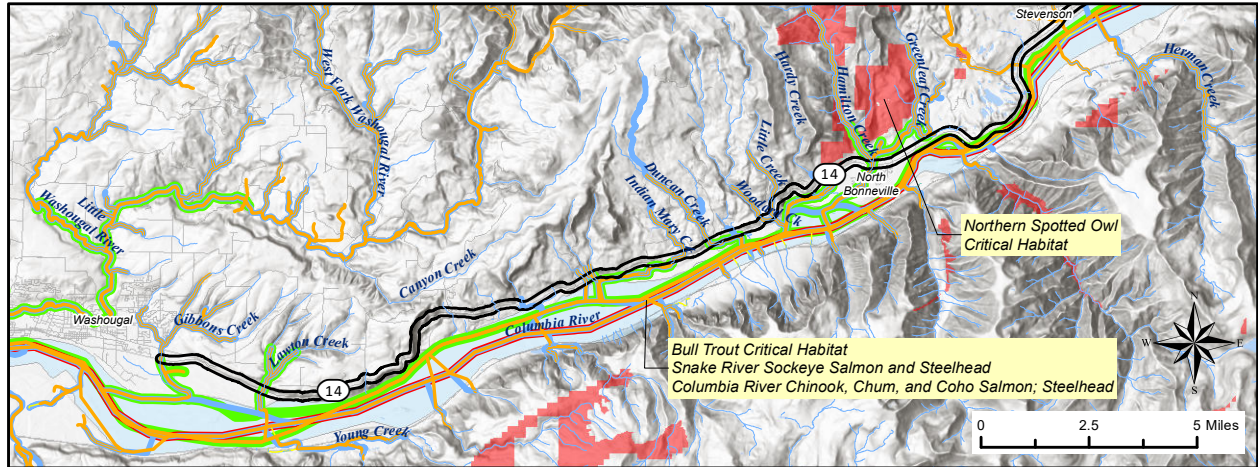 Stevenson
West Fork Washougal River
Hardy Creek
Hamilton Creek
Greenleaf Creek
Herman Creek
Little Creek
Duncan Creek
Indian Mary C.
14
North
Bonneville
Little
Washougal River
Northern Spotted Owl
Critical Habitat
Canyon Creek
Washougal
Gibbons Creek
Columbia River
Lawton Creek
Bull Trout Critical Habitat
Snake River Sockeye Salmon and Steelhead
Columbia River Chinook, Chum, and Coho Salmon; Steelhead
N
W
E
S
14
Young Creek
0
2.5
5 Miles